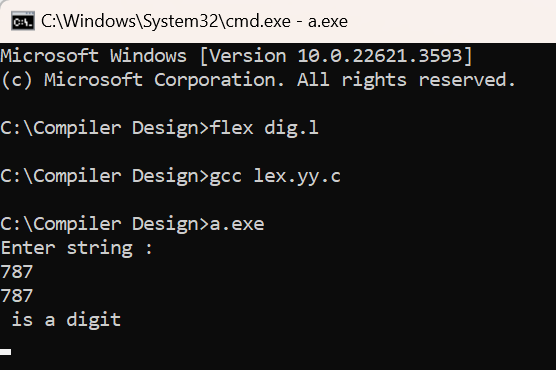 C:\Windows\System32\cmd.exe - a.exe
Microsoft Windows [Version 10.0.22621.3593]
(c) Microsoft Corporation. All rights reserved.
C:\Compiler Design>flex dig.l
C:\Compiler Design>gcc lex.yy.c
C:\Compiler Design>a.exe
Enter string :
787
787
 is a digit